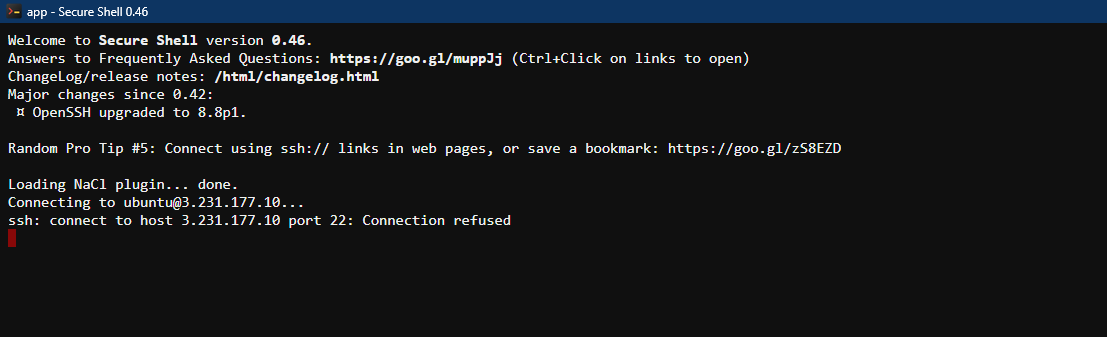 app - Secure Shell 0.46
Welcome to Secure Shell version 0.46.
Answers to Frequently Asked Questions: https://goo.gl/muppJj (Ctrl+Click on links to open)
ChangeLog/release notes: /html/changelog.html
Major changes since 0.42:
¤ OpenSSH upgraded to 8.8p1.
Random Pro Tip #5: Connect using ssh:// links in web pages, or save a bookmark: https://goo.gl/zS8EZD
Loading NaCl plugin... done.
Connecting to ubuntu@3.231.177.10...
ssh: connect to host 3.231.177.10 port 22: Connection refused